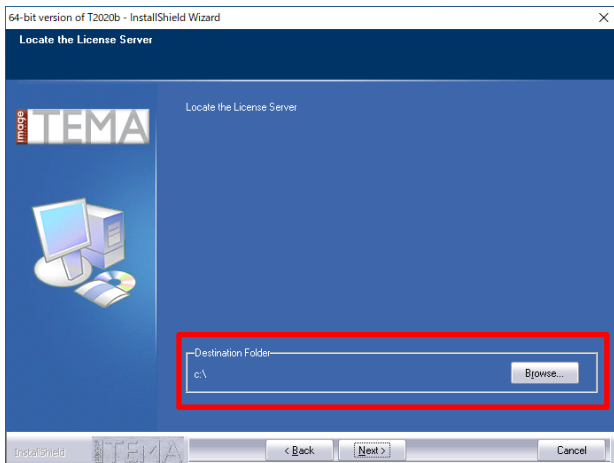 64-bit version of T2020b - InstallShield Wizard
Locate the License Server
image TEMA
Locate the License Server
Destination Folder
c:\
Browse...
InstallShield
TEMA
< Back
Next >
Cancel